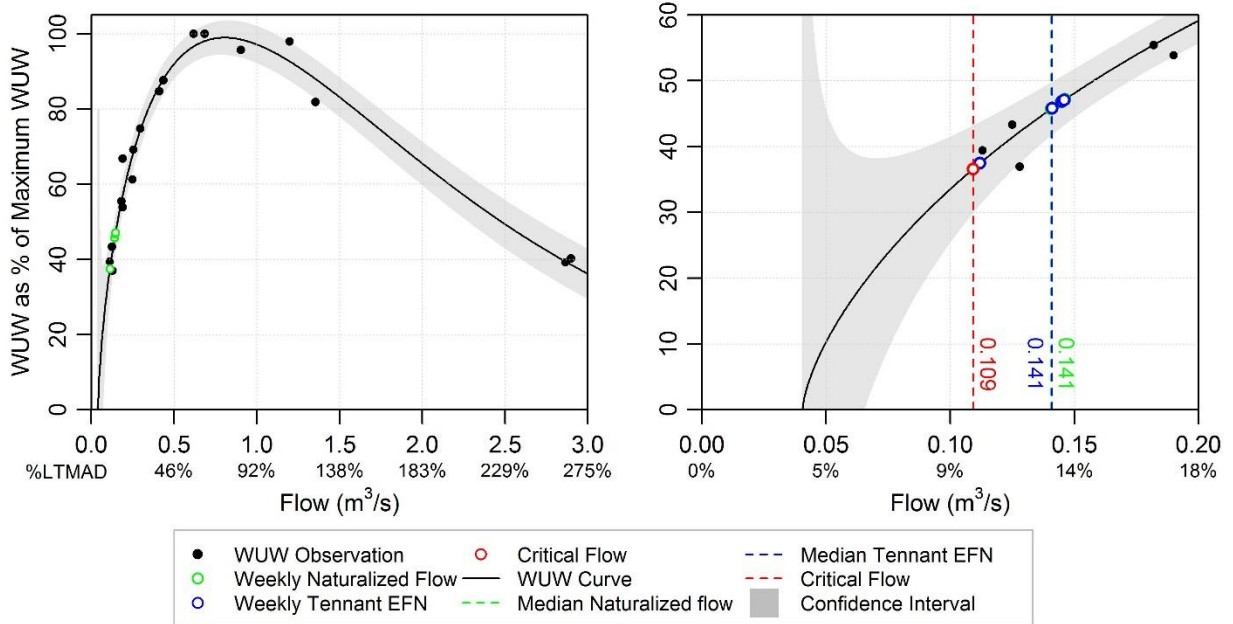 WUW as % of Maximum WUW
100
80
60
40
20
0
0.0 0.5 1.0 1.5 2.0 2.5 3.0
%LTMAD 46% 92% 138% 183% 229% 275%
Flow (m³/s)
60
50
40
30
20
10
0
0.109
0.141
0.141
0.00 0.05 0.10 0.15 0.20
0% 5% 9% 14% 18%
Flow (m³/s)
WUW Observation
Weekly Naturalized Flow
Weekly Tennant EFN
Critical Flow
WUW Curve
Median Naturalized flow
Median Tennant EFN
Critical Flow
Confidence Interval